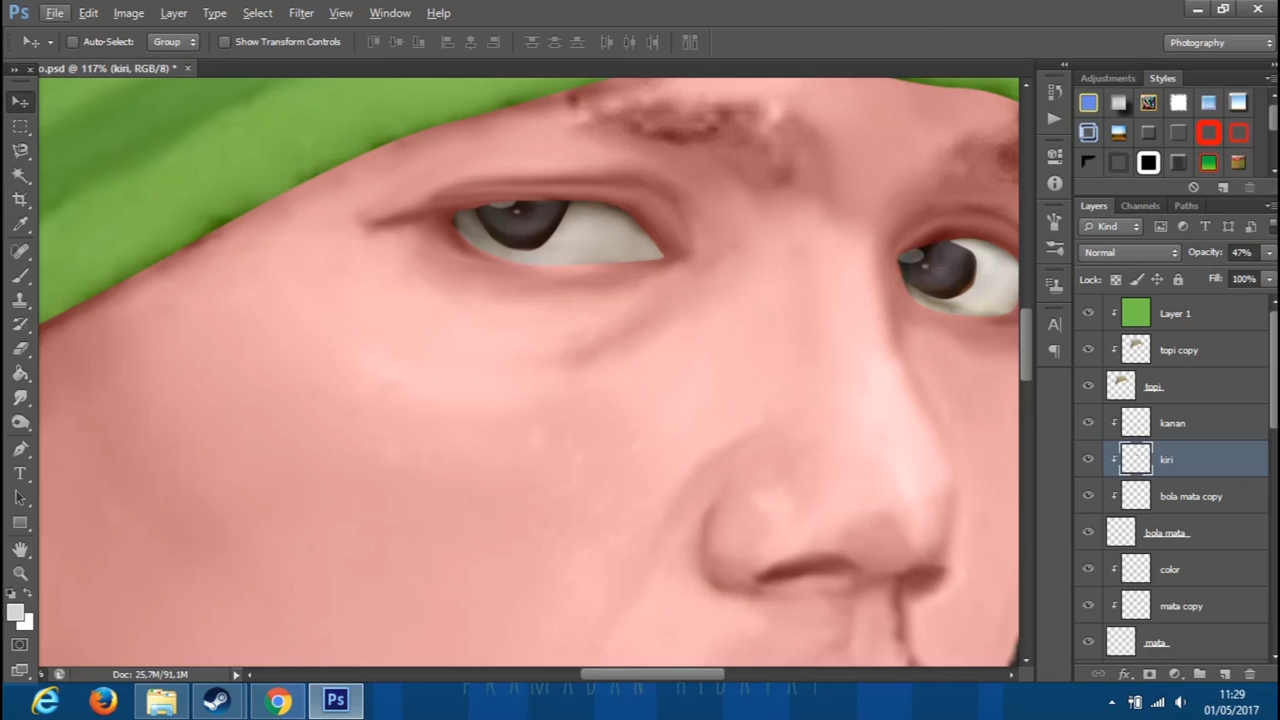 Ps File Edit Image Layer Type Select Filter View Window Help
Auto-Select: Group Show Transform Controls Photography
o.psd @ 117% (kiri, RGB/8) * ×
Adjustments Styles
Layers Channels Paths
Kind
Normal Opacity: 47%
Lock: Fill: 100%
Layer 1
topi copy
topi
kanan
kiri
bola mata copy
bola mata
color
mata copy
mata
% Doc: 25,7M/91,1M
PRAMADAN HIDAYAT
Ps
11:29
01/05/2017